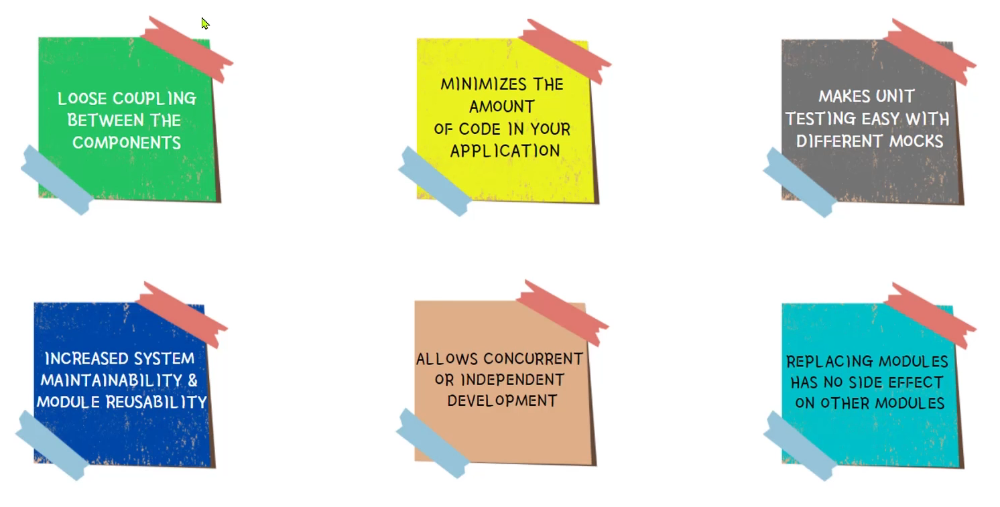 LOOSE COUPLING
BETWEEN THE
COMPONENTS
MINIMIZES THE
AMOUNT
OF CODE IN YOUR
APPLICATION
MAKES UNIT
TESTING EASY WITH
DIFFERENT MOCKS
INCREASED SYSTEM
MAINTAINABILITY &
MODULE REUSABILITY
ALLOWS CONCURRENT
OR INDEPENDENT
DEVELOPMENT
REPLACING MODULES
HAS NO SIDE EFFECT
ON OTHER MODULES